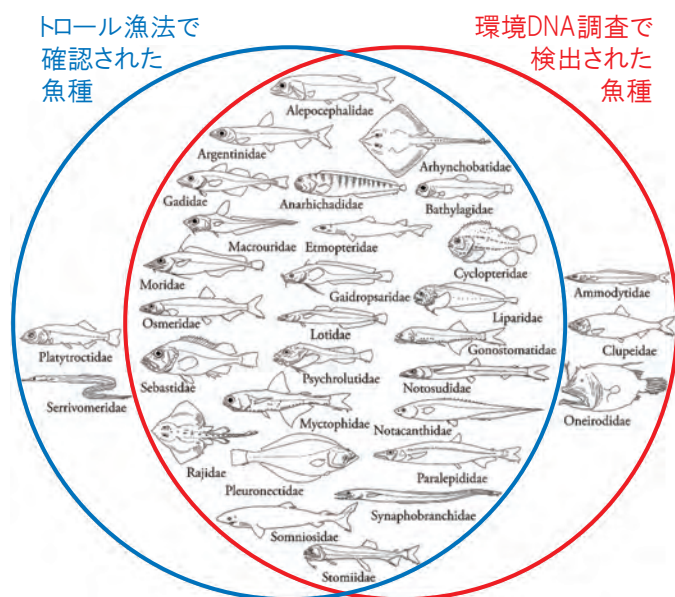 トロール漁法で
確認された
魚種
環境DNA調査で
検出された
魚種
Alepocephalidae
Argentinidae
Arhynchobatidae
Gadidae
Anarhichadidae
Bathylagidae
Macrouridae
Etmopteridae
Cyclopteridae
Moridae
Gaidropsaridae
Liparidae
Ammodytidae
Osmeridae
Lotidae
Gonostomatidae
Clupeidae
Platytroctidae
Sebastidae
Psychrolutidae
Notosudidae
Serrivomeridae
Myctophidae
Notacanthidae
Oneirodidae
Rajidae
Pleuronectidae
Paralepididae
Synaphobranchidae
Somniosidae
Stomiidae